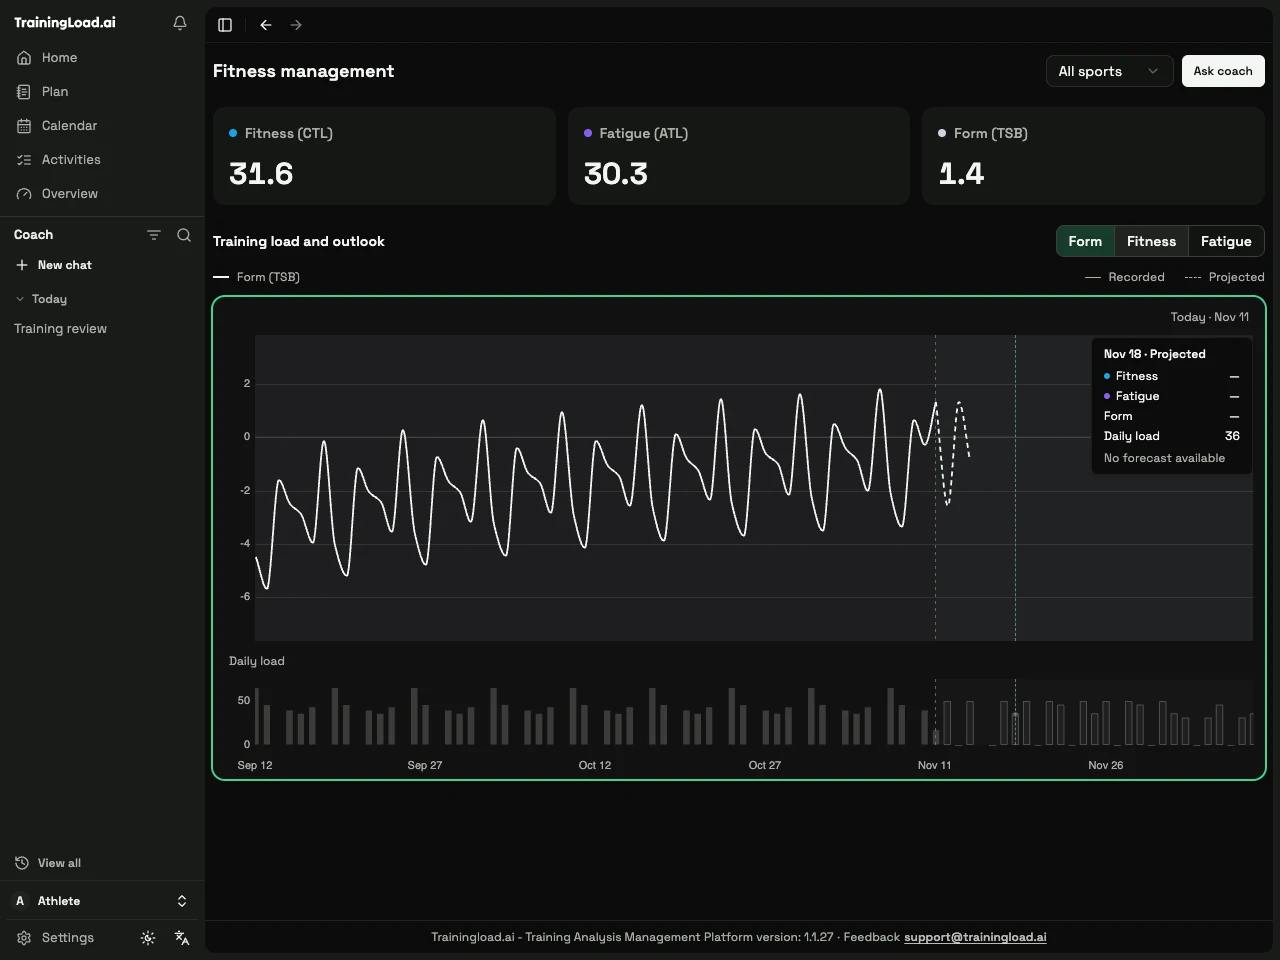 TrainingLoad.ai
Home
Plan
Calendar
Activities
Overview
Coach
New chat
Today
Training review
View all
A Athlete
Settings
Fitness management
All sports
Ask coach
Fitness (CTL)
31.6
Fatigue (ATL)
30.3
Form (TSB)
1.4
Training load and outlook
Form Fitness Fatigue
Form (TSB)
Recorded Projected
Today · Nov 11
Nov 18 · Projected
Fitness —
Fatigue —
Form —
Daily load 36
No forecast available
2
0
-2
-4
-6
Daily load
50
0
Sep 12 Sep 27 Oct 12 Oct 27 Nov 11 Nov 26
Trainingload.ai - Training Analysis Management Platform version: 1.1.27 · Feedback support@trainingload.ai